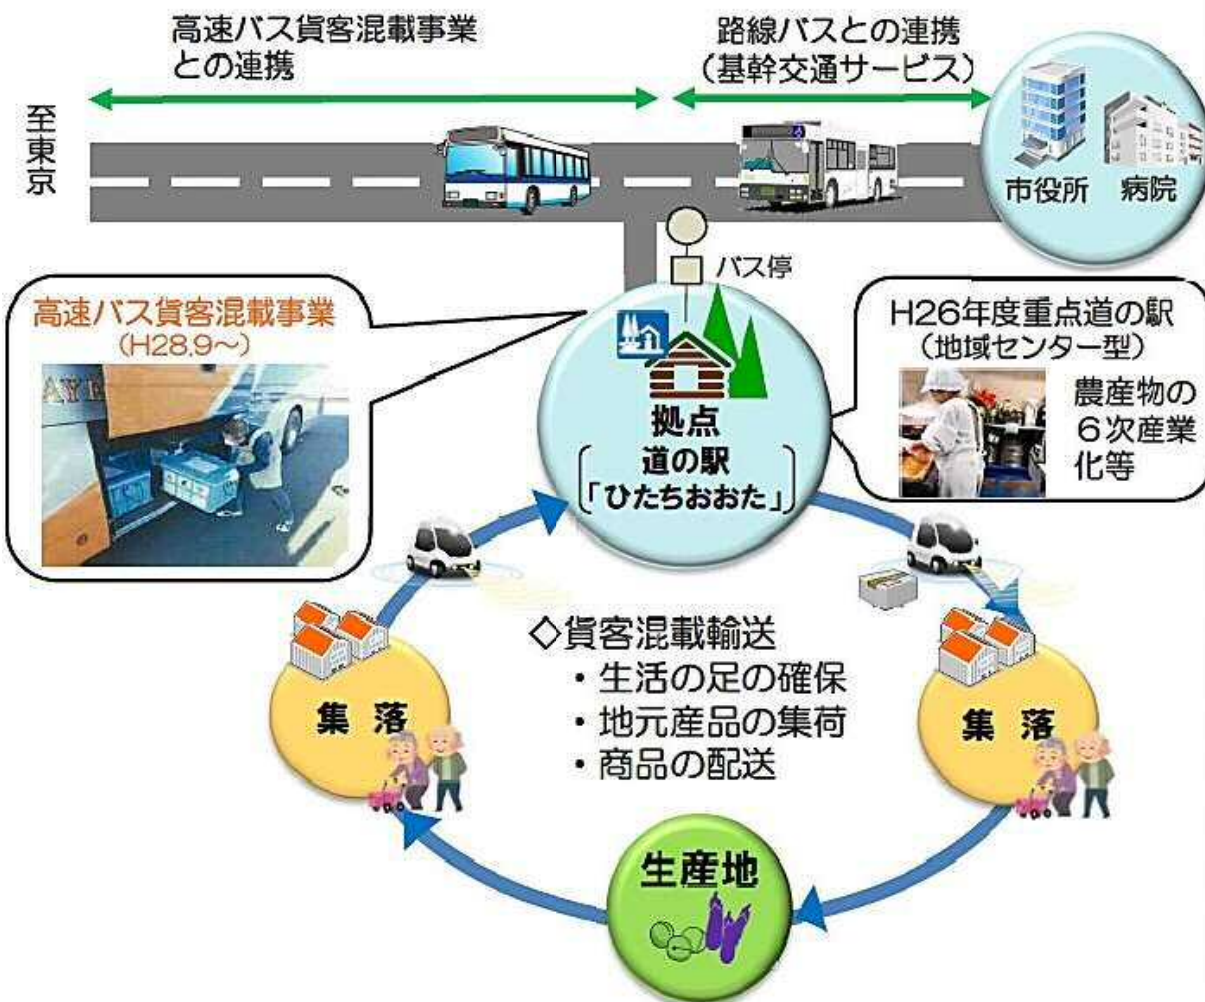 高速バス貨客混載事業
との連携
路線バスとの連携
(基幹交通サービス)
至東京
市役所
病院
バス停
高速バス貨客混載事業
(H28.9～)
AYE
H26年度重点道の駅
(地域センター型)
農産物の
6次産業
化等
拠点
道の駅
「ひたちおおた」
◇貨客混載輸送
・生活の足の確保
・地元産品の集荷
・商品の配送
集落
集落
生産地